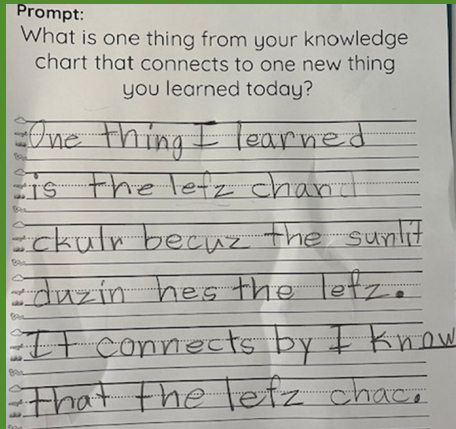 Prompt:
What is one thing from your knowledge
chart that connects to one new thing
you learned today?
One thing I learned
is the lefz chand
ckulr becuz the sunlit
duzin hes the lefz.
It connects by I know
that the lefz chac.